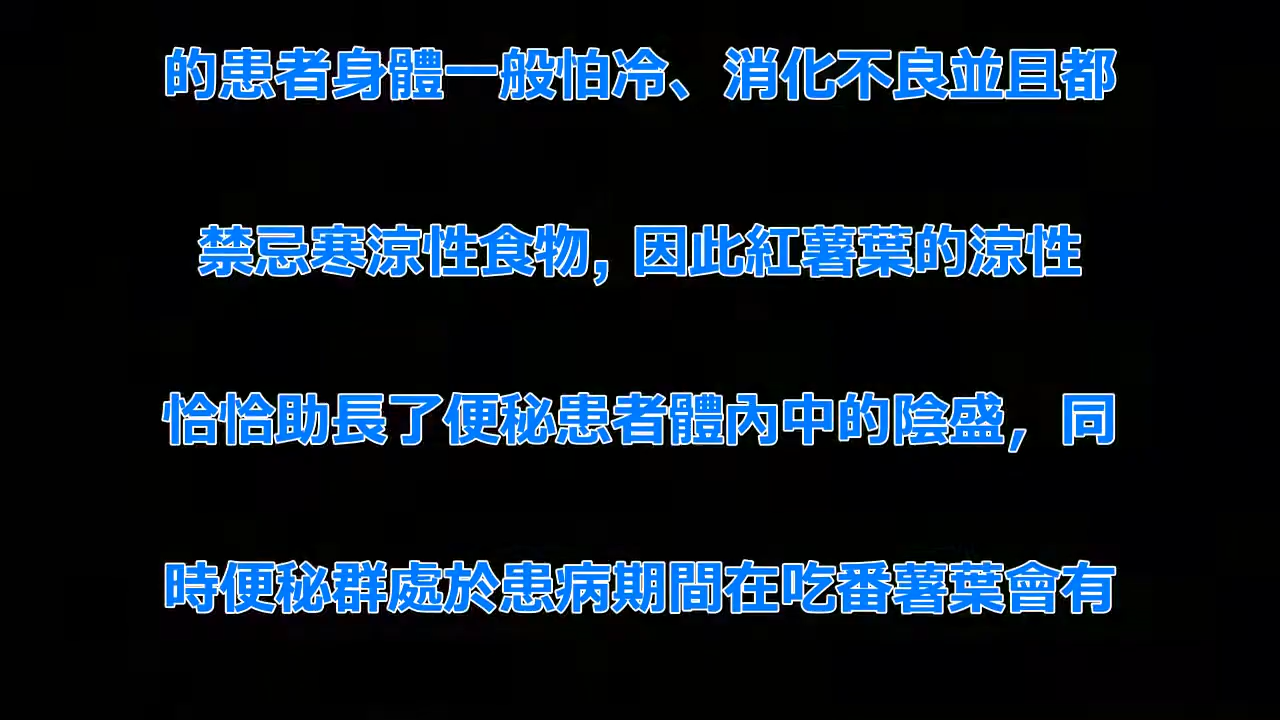 的患者身體一般怕冷、消化不良並且都
禁忌寒涼性食物, 因此紅薯葉的涼性
恰恰助長了便秘患者體內中的陰盛，同
時便秘群處於患病期間在吃番薯葉會有